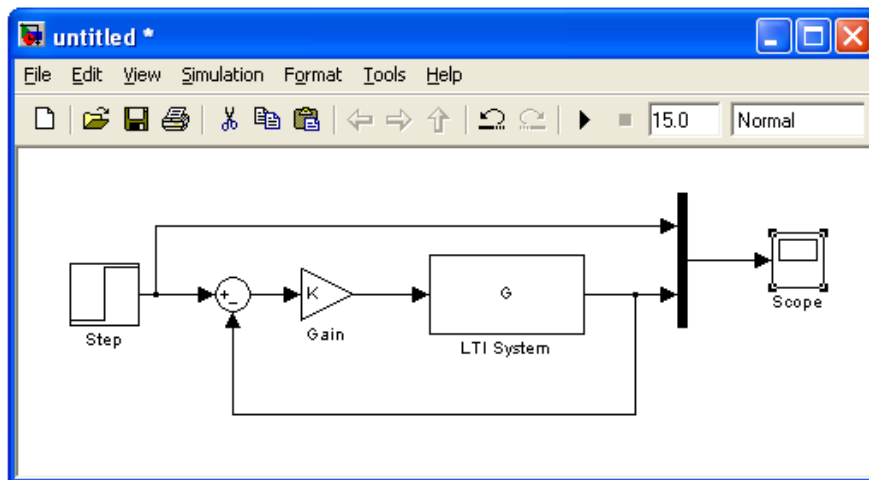 untitled *
File Edit View Simulation Format Tools Help
15.0 Normal
Step
+
-
K
Gain
G
LTI System
Scope